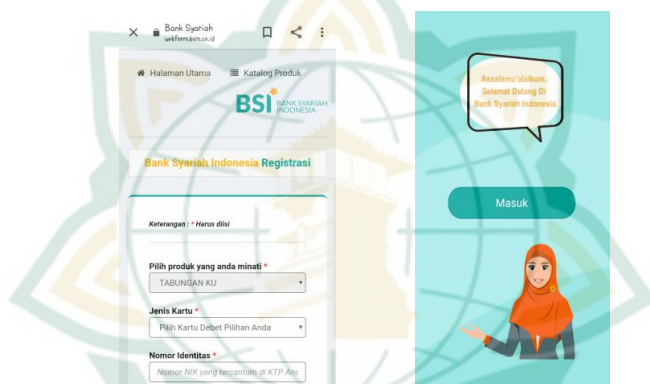 Bank Syariah
webform.bsm.co.id
Halaman Utama
Katalog Produk
BSI BANK SYARIAH
INDONESIA
Bank Syariah Indonesia Registrasi
Keterangan : * Harus diisi
Pilih produk yang anda minati *
TABUNGAN KU
Jenis Kartu *
Pilih Kartu Debet Pilihan Anda
Nomor Identitas *
Nomor NIK yang tercantum di KTP An
Assalamu'alaikum..
Selamat Datang Di
Bank Syariah Indonesia
Masuk